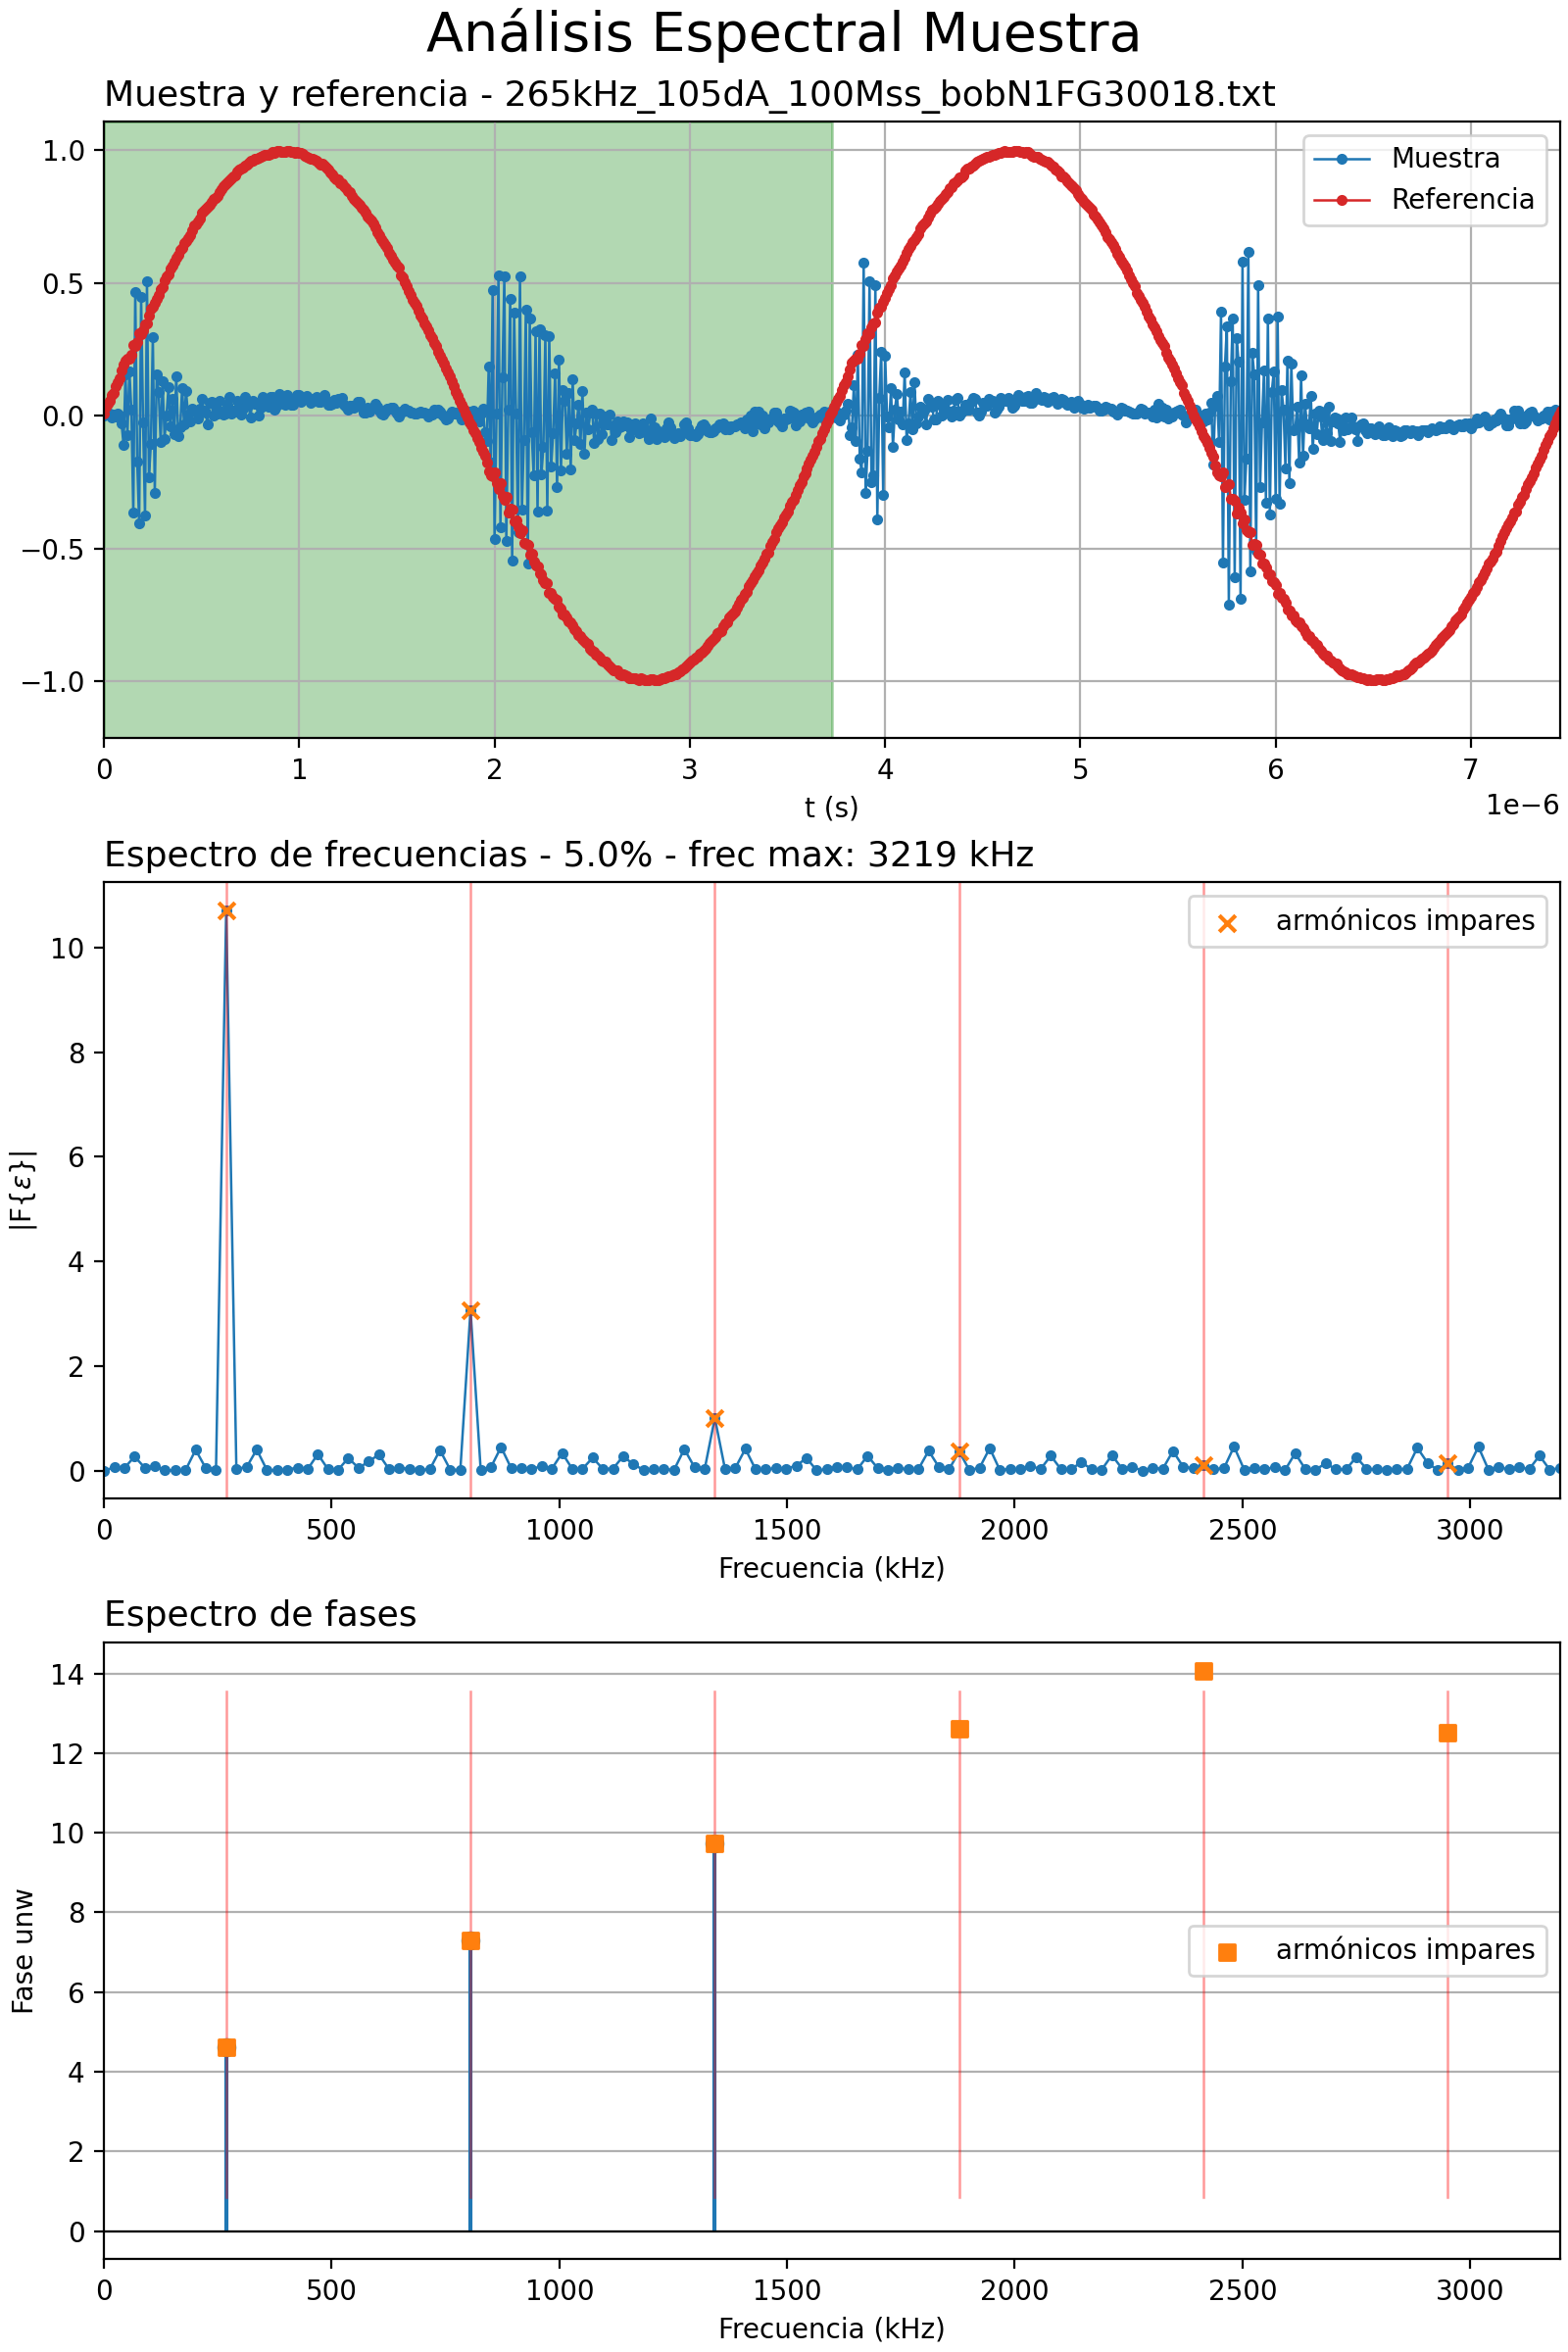 Análisis Espectral Muestra
Muestra y referencia - 265kHz_105dA_100Mss_bobN1FG30018.txt
1.0
0.5
0.0
−0.5
−1.0
Muestra
Referencia
0 1 2 3 4 5 6 7
1e−6
t (s)
Espectro de frecuencias - 5.0% - frec max: 3219 kHz
armónicos impares
10
8
6
4
2
0
|F{ε}|
0 500 1000 1500 2000 2500 3000
Frecuencia (kHz)
Espectro de fases
14
12
10
8
6
4
2
0
Fase unw
armónicos impares
0 500 1000 1500 2000 2500 3000
Frecuencia (kHz)